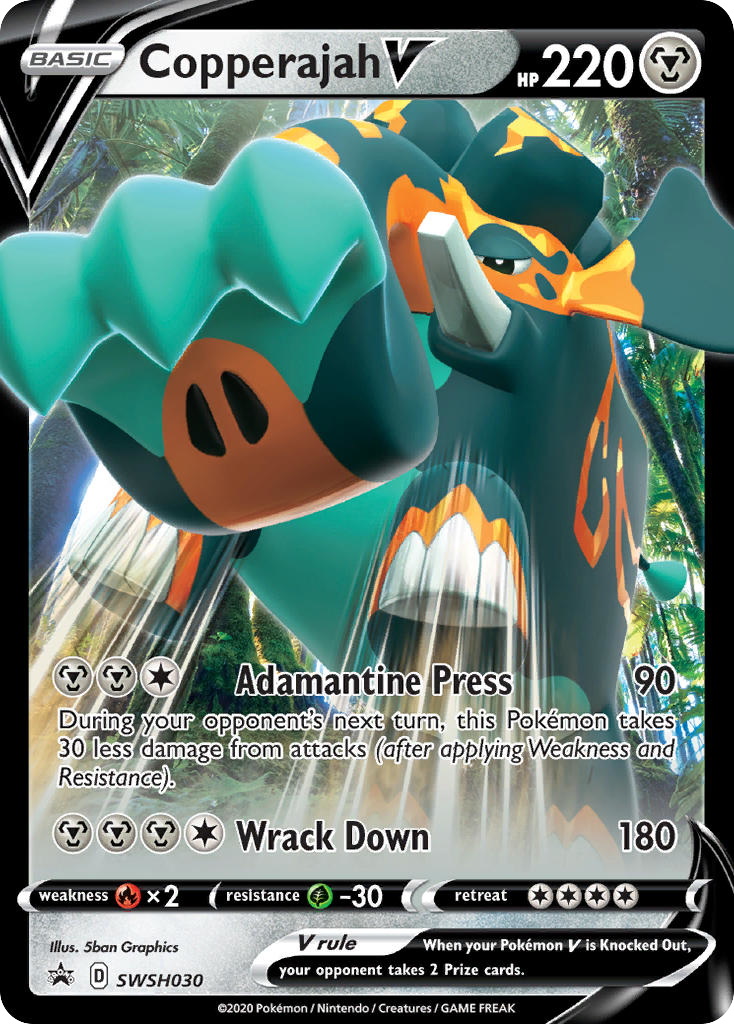 BASIC Copperajah V HP 220
Adamantine Press 90
During your opponent's next turn, this Pokémon takes
30 less damage from attacks (after applying Weakness and
Resistance).
Wrack Down 180
weakness ×2 resistance -30 retreat
Illus. 5ban Graphics
V rule When your Pokémon V is Knocked Out,
your opponent takes 2 Prize cards.
D SWSH030
©2020 Pokémon / Nintendo / Creatures / GAME FREAK